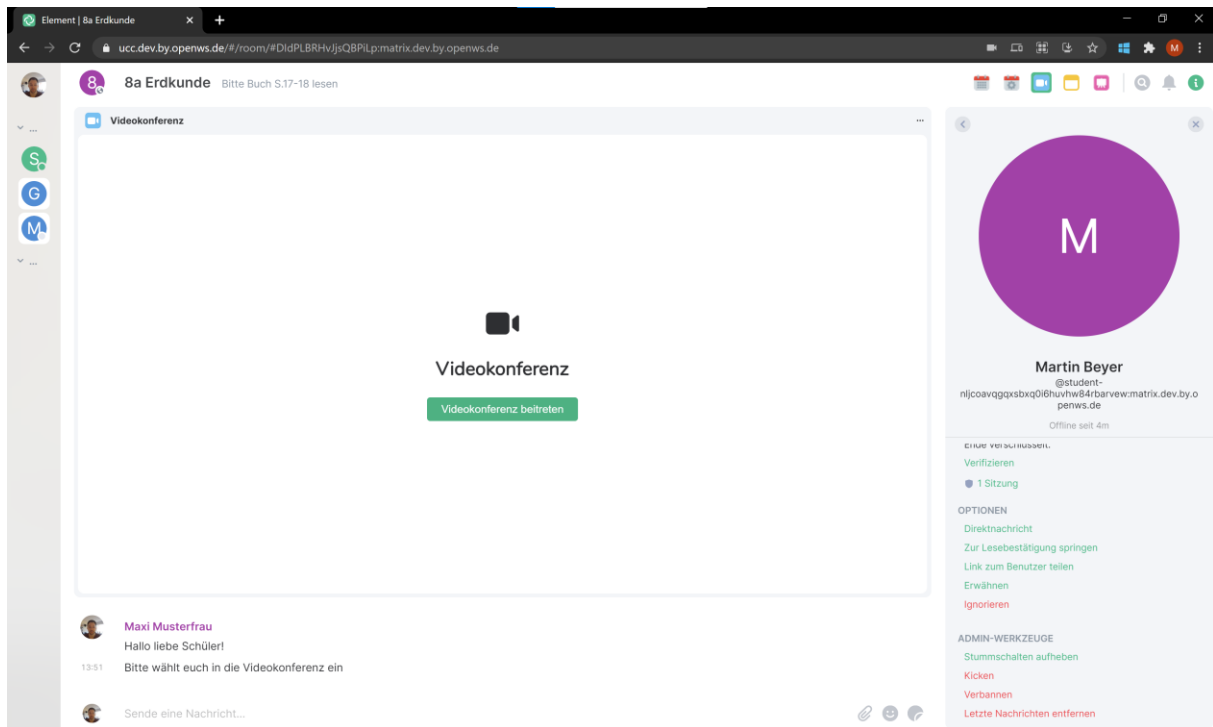 Element | 8a Erdkunde
ucc.dev.by.openws.de/#/room/#DIdPLBRHvJjsQBPiLp:matrix.dev.by.openws.de
M
8 8a Erdkunde Bitte Buch S.17-18 lesen
Videokonferenz
...
S
G
M
...
Videokonferenz
Videokonferenz beitreten
Maxi Musterfrau
Hallo liebe Schüler!
13:51 Bitte wählt euch in die Videokonferenz ein
Sende eine Nachricht...
M
Martin Beyer
@student-
nljcoavqgqxsbxq0i6huvhw84rbarvew:matrix.dev.by.o
penws.de
Offline seit 4m
Ende verschlüsselt.
Verifizieren
1 Sitzung
OPTIONEN
Direktnachricht
Zur Lesebestätigung springen
Link zum Benutzer teilen
Erwähnen
Ignorieren
ADMIN-WERKZEUGE
Stummschalten aufheben
Kicken
Verbannen
Letzte Nachrichten entfernen